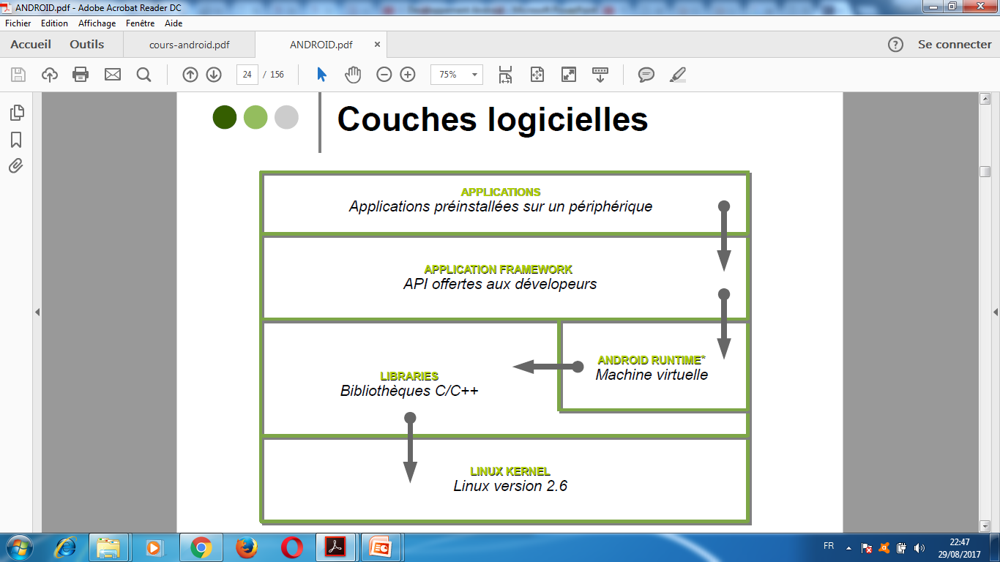 ANDROID.pdf - Adobe Acrobat Reader DC
Fichier Edition Affichage Fenêtre Aide
Accueil Outils cours-android.pdf ANDROID.pdf × ? Se connecter
24 / 156 75%
Couches logicielles
APPLICATIONS
Applications préinstallées sur un périphérique
APPLICATION FRAMEWORK
API offertes aux dévelopeurs
ANDROID RUNTIME*
Machine virtuelle
LIBRARIES
Bibliothèques C/C++
LINUX KERNEL
Linux version 2.6
FR
22:47
29/08/2017